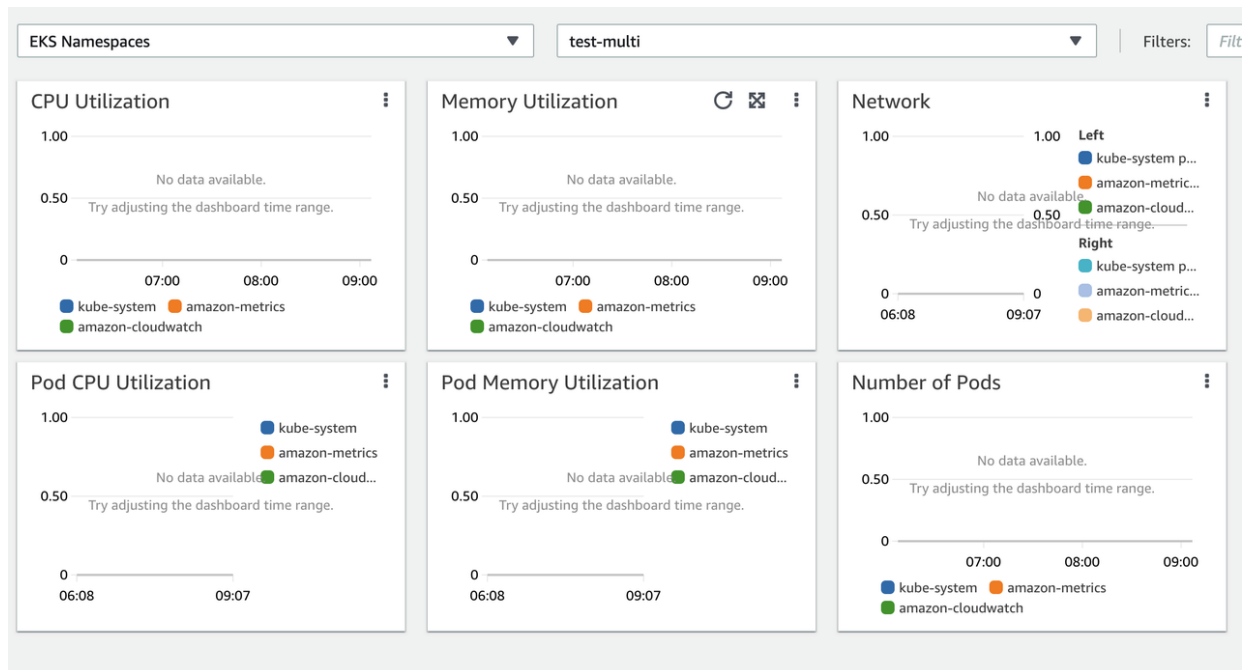 EKS Namespaces
test-multi
Filters:
Filt
CPU Utilization
1.00
No data available.
0.50
Try adjusting the dashboard time range.
0
07:00 08:00 09:00
kube-system amazon-metrics
amazon-cloudwatch
Memory Utilization
1.00
No data available.
0.50
Try adjusting the dashboard time range.
0
07:00 08:00 09:00
kube-system amazon-metrics
amazon-cloudwatch
Network
1.00 1.00
No data available.
0.50 0.50
Try adjusting the dashboard time range.
0 0
06:08 09:07
Left
kube-system p...
amazon-metric...
amazon-cloud...
Right
kube-system p...
amazon-metric...
amazon-cloud...
Pod CPU Utilization
1.00
No data available.
0.50
Try adjusting the dashboard time range.
0
06:08 09:07
kube-system
amazon-metrics
amazon-cloud...
Pod Memory Utilization
1.00
No data available.
0.50
Try adjusting the dashboard time range.
0
06:08 09:07
kube-system
amazon-metrics
amazon-cloud...
Number of Pods
1.00
No data available.
0.50
Try adjusting the dashboard time range.
0
07:00 08:00 09:00
kube-system amazon-metrics
amazon-cloudwatch